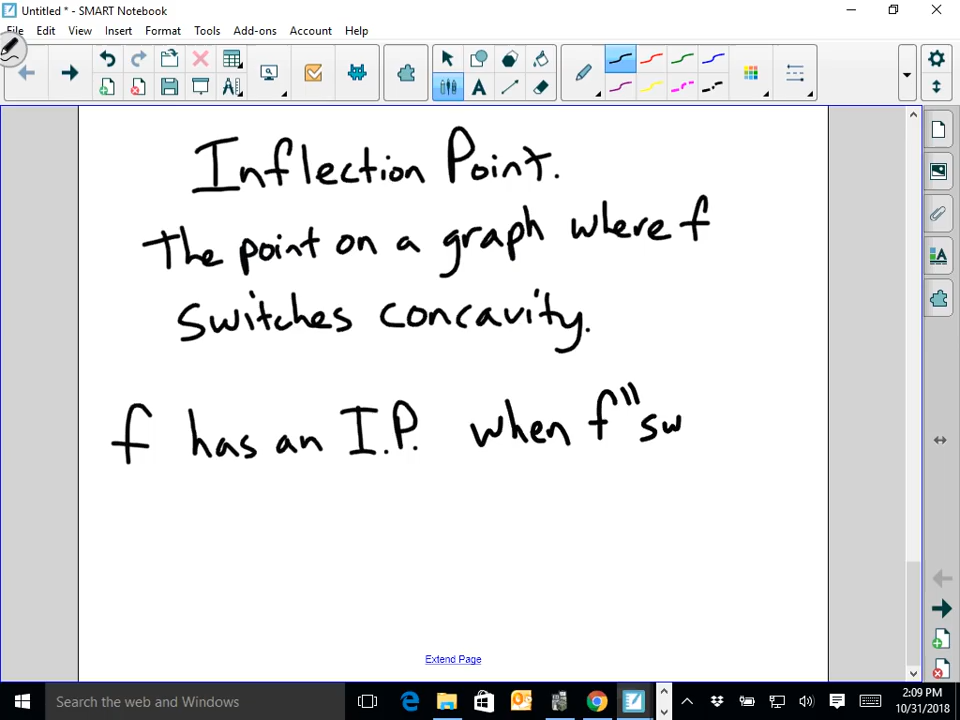 Untitled * - SMART Notebook
File Edit View Insert Format Tools Add-ons Account Help
Inflection Point.
The point on a graph where f
switches concavity.
f has an I.P. when f" sw
Extend Page
Search the web and Windows
2:09 PM
10/31/2018